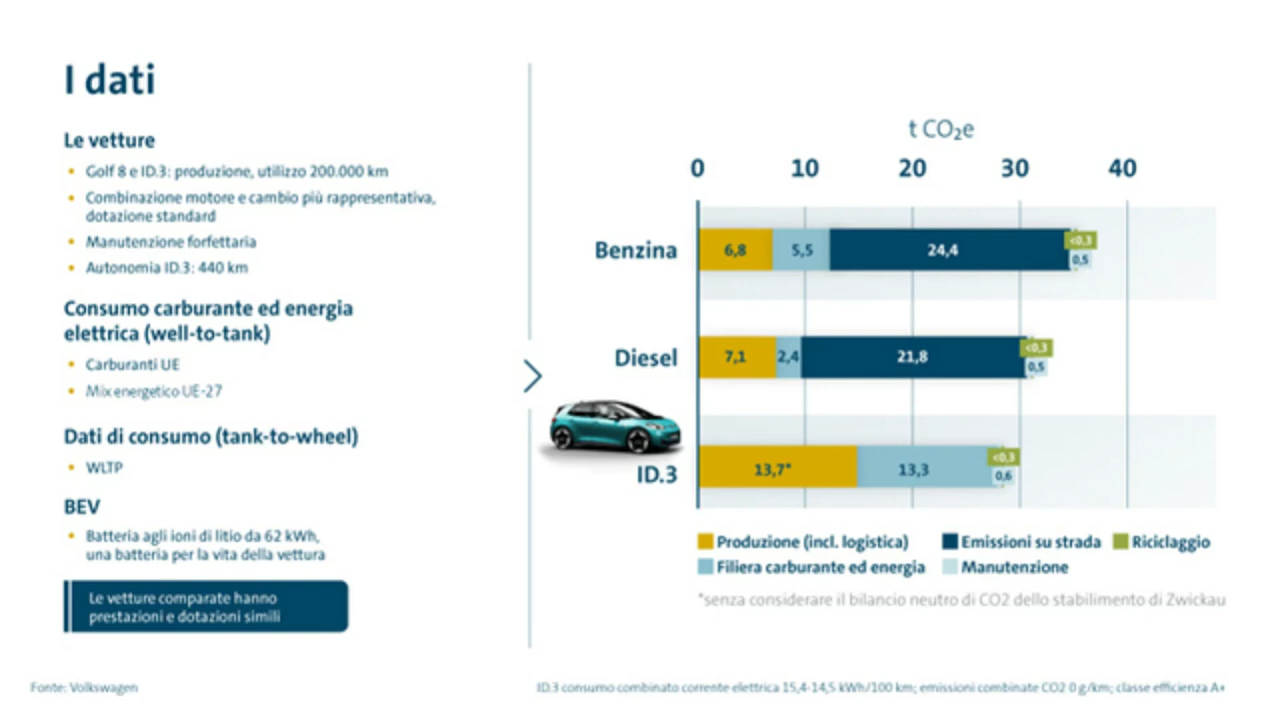 I dati
Le vetture
• Golf 8 e ID.3: produzione, utilizzo 200.000 km
• Combinazione motore e cambio più rappresentativa,
dotazione standard
• Manutenzione forfettaria
• Autonomia ID.3: 440 km
Consumo carburante ed energia
elettrica (well-to-tank)
• Carburanti UE
• Mix energetico UE-27
Dati di consumo (tank-to-wheel)
• WLTP
BEV
• Batteria agli ioni di litio da 62 kWh,
una batteria per la vita della vettura
Le vetture comparate hanno
prestazioni e dotazioni simili
Fonte: Volkswagen
t CO₂e
0 10 20 30 40
Benzina 6,8 5,5 24,4 <0,3
0,5
Diesel 7,1 2,4 21,8 <0,3
0,5
ID.3 13,7* 13,3 <0,3
0,6
Produzione (incl. logistica) Emissioni su strada Riciclaggio
Filiera carburante ed energia Manutenzione
*senza considerare il bilancio neutro di CO2 dello stabilimento di Zwickau
ID.3 consumo combinato corrente elettrica 15,4-14,5 kWh/100 km; emissioni combinate CO2 0 g/km; classe efficienza A+